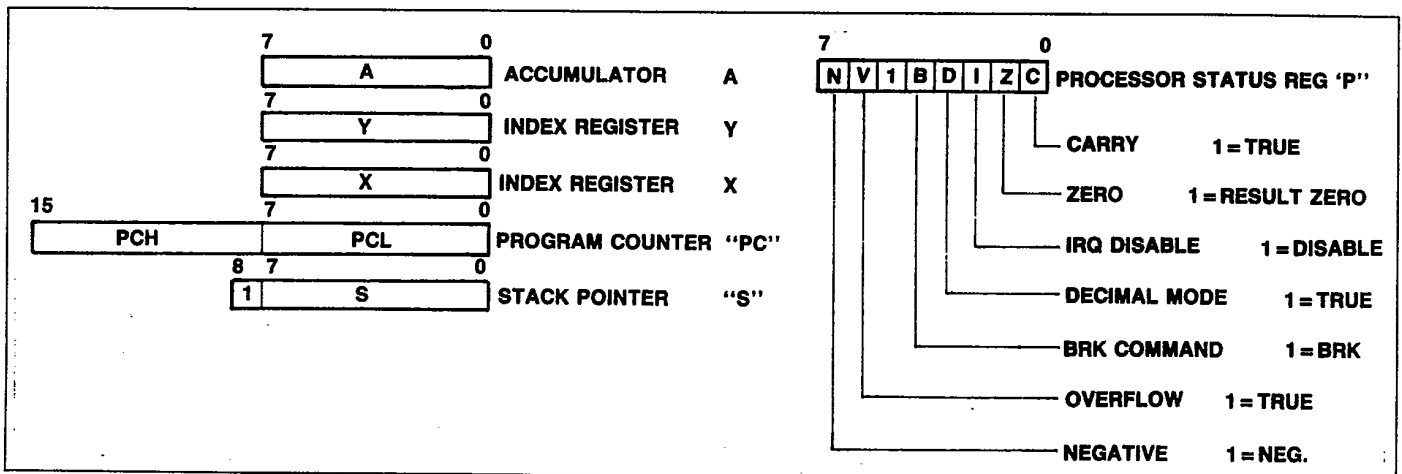 7 0
A ACCUMULATOR A
7 0
Y INDEX REGISTER Y
7 0
X INDEX REGISTER X
15 7 0
PCH PCL PROGRAM COUNTER “PC”
8 7 0
1 S STACK POINTER “S”
7 0
N V 1 B D I Z C PROCESSOR STATUS REG ‘P”
CARRY 1=TRUE
ZERO 1=RESULT ZERO
IRQ DISABLE 1=DISABLE
DECIMAL MODE 1=TRUE
BRK COMMAND 1=BRK
OVERFLOW 1=TRUE
NEGATIVE 1=NEG.